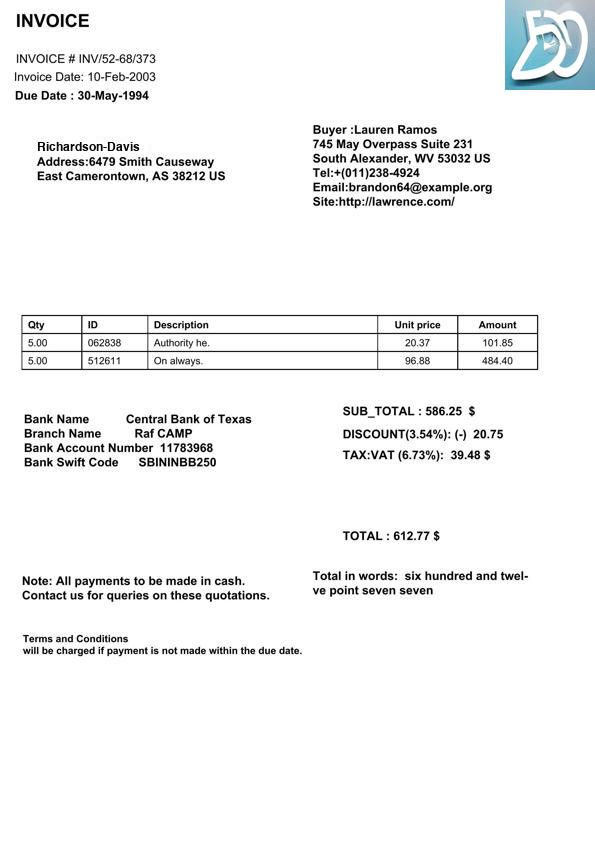 INVOICE
INVOICE # INV/52-68/373
Invoice Date: 10-Feb-2003
Due Date : 30-May-1994
Richardson-Davis
Address:6479 Smith Causeway
East Camerontown, AS 38212 US
Buyer :Lauren Ramos
745 May Overpass Suite 231
South Alexander, WV 53032 US
Tel:+(011)238-4924
Email:brandon64@example.org
Site:http://lawrence.com/
Qty ID Description Unit price Amount
5.00 062838 Authority he. 20.37 101.85
5.00 512611 On always. 96.88 484.40
Bank Name Central Bank of Texas
Branch Name Raf CAMP
Bank Account Number 11783968
Bank Swift Code SBININBB250
SUB_TOTAL : 586.25 $
DISCOUNT(3.54%): (-) 20.75
TAX:VAT (6.73%): 39.48 $
TOTAL : 612.77 $
Note: All payments to be made in cash.
Contact us for queries on these quotations.
Total in words: six hundred and twel-
ve point seven seven
Terms and Conditions
will be charged if payment is not made within the due date.